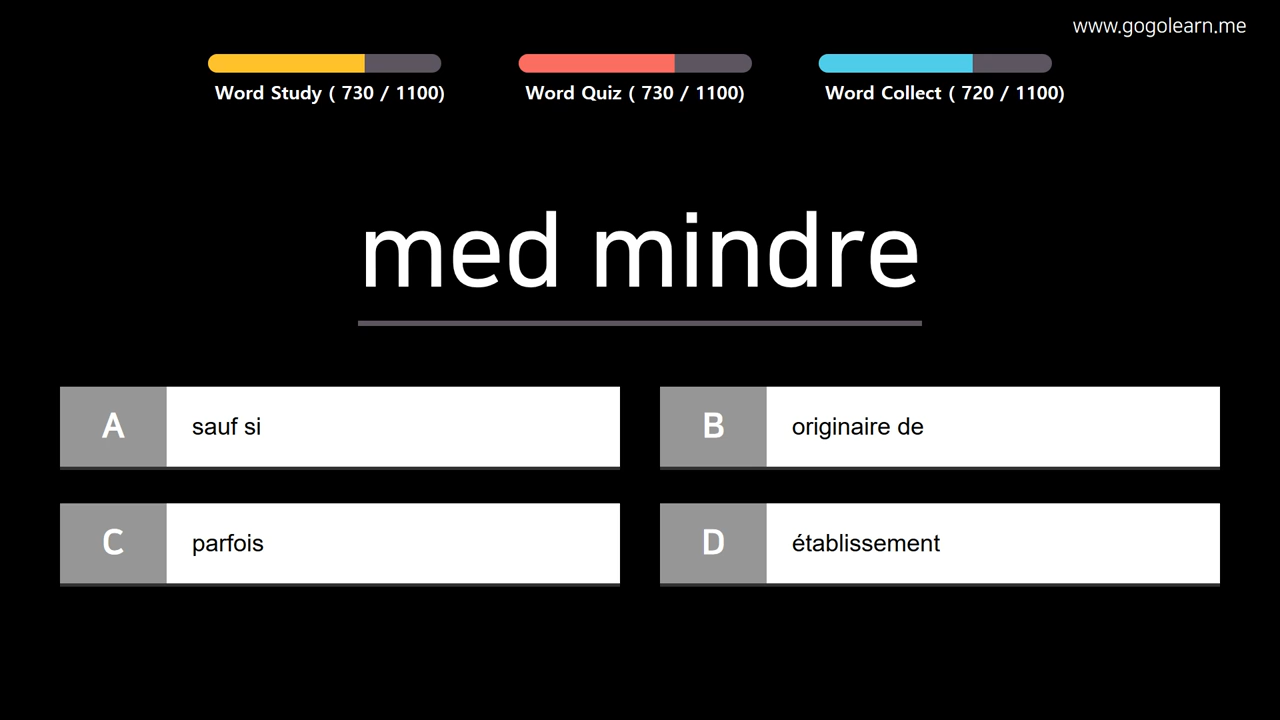 www.gogolearn.me
Word Study ( 730 / 1100)
Word Quiz ( 730 / 1100)
Word Collect ( 720 / 1100)
med mindre
A
sauf si
B
originaire de
C
parfois
D
établissement